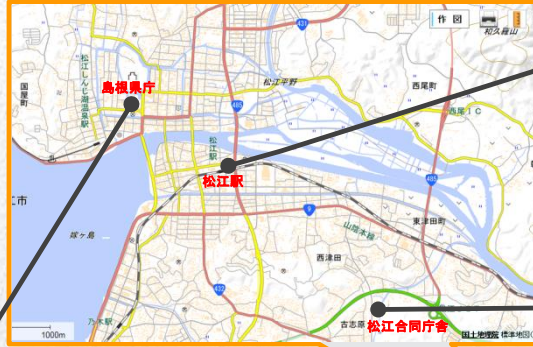 作 図
和久羅山
431
松江しんじ湖温泉駅
島根県庁
国屋町
松江平野
西尾町
西尾IC
485
松江駅
松江駅
485
江市
嫁ヶ島
9
東津田町
山陰本線
西津田
432
乃木駅
古志原
松江合同庁舎
1000m
国土地理院 標準地図